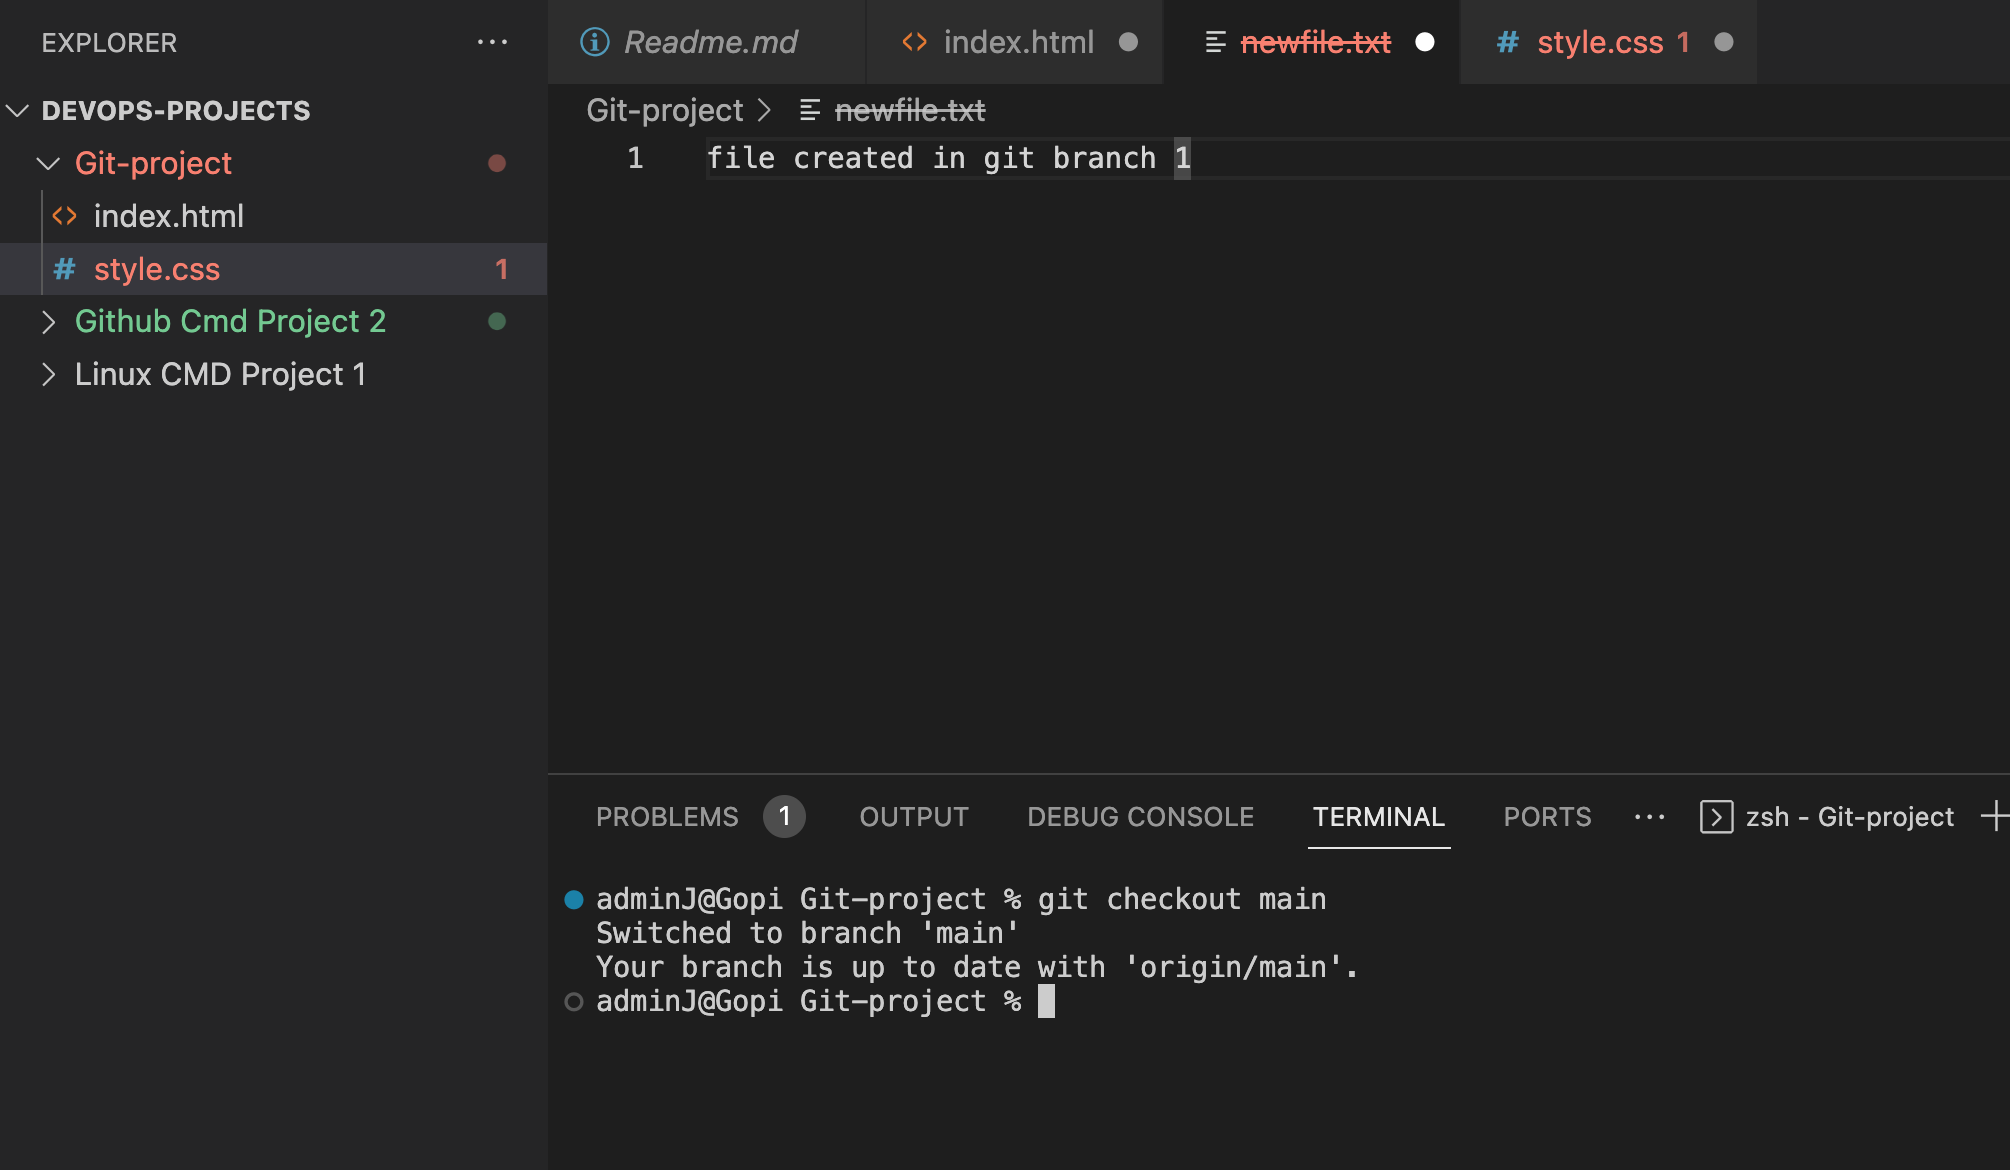 EXPLORER
DEVOPS-PROJECTS
Git-project
index.html
style.css 1
Github Cmd Project 2
Linux CMD Project 1
Readme.md index.html newfile.txt style.css 1
Git-project > newfile.txt
1 file created in git branch 1
PROBLEMS 1 OUTPUT DEBUG CONSOLE TERMINAL PORTS ... zsh - Git-project
adminJ@Gopi Git-project % git checkout main
Switched to branch 'main'
Your branch is up to date with 'origin/main'.
adminJ@Gopi Git-project %